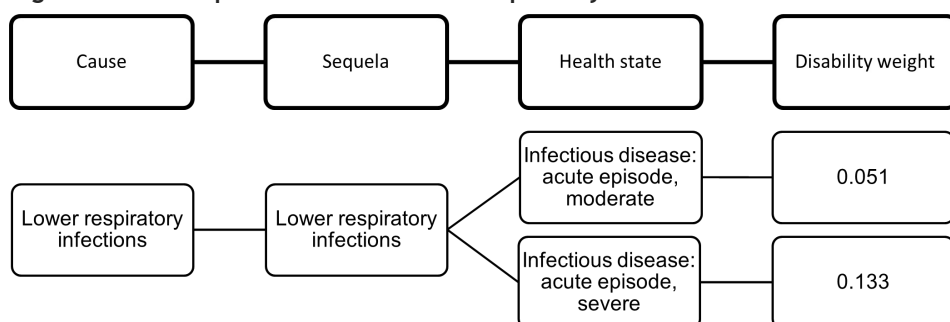 Cause
Sequela
Health state
Disability weight
Lower respiratory
infections
Lower respiratory
infections
Infectious disease:
acute episode,
moderate
0.051
Infectious disease:
acute episode,
severe
0.133